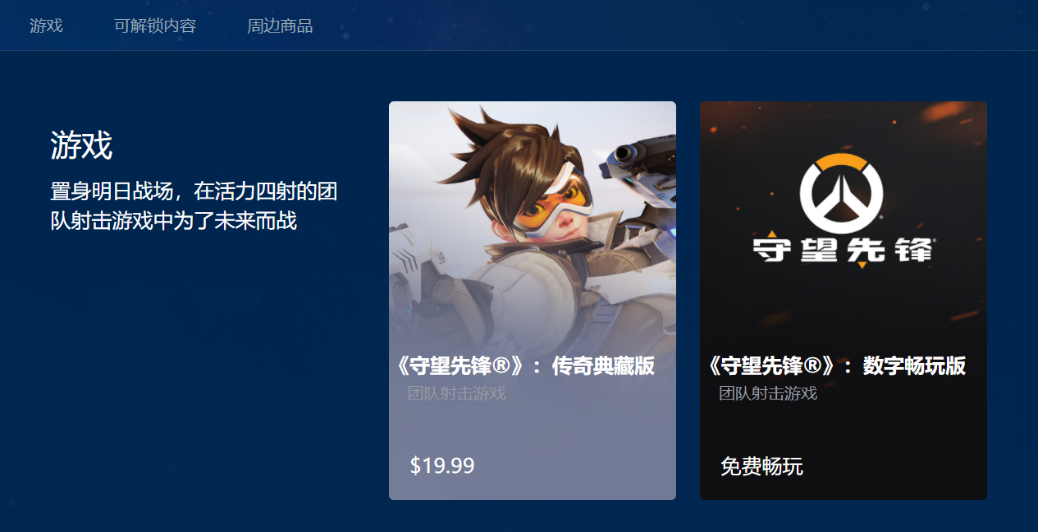 游戏
可解锁内容
周边商品
游戏
置身明日战场，在活力四射的团
队射击游戏中为了未来而战
《守望先锋®》：传奇典藏版
团队射击游戏
$19.99
守望先锋
《守望先锋®》：数字畅玩版
团队射击游戏
免费畅玩